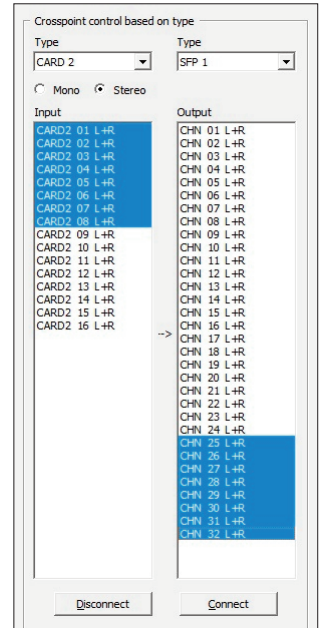 Crosspoint control based on type
Type
CARD 2
Mono
Stereo
Input
CARD2 01 L+R
CARD2 02 L+R
CARD2 03 L+R
CARD2 04 L+R
CARD2 05 L+R
CARD2 06 L+R
CARD2 07 L+R
CARD2 08 L+R
CARD2 09 L+R
CARD2 10 L+R
CARD2 11 L+R
CARD2 12 L+R
CARD2 13 L+R
CARD2 14 L+R
CARD2 15 L+R
CARD2 16 L+R
Disconnect
-->
Type
SFP 1
Output
CHN 01 L+R
CHN 02 L+R
CHN 03 L+R
CHN 04 L+R
CHN 05 L+R
CHN 06 L+R
CHN 07 L+R
CHN 08 L+R
CHN 09 L+R
CHN 10 L+R
CHN 11 L+R
CHN 12 L+R
CHN 13 L+R
CHN 14 L+R
CHN 15 L+R
CHN 16 L+R
CHN 17 L+R
CHN 18 L+R
CHN 19 L+R
CHN 20 L+R
CHN 21 L+R
CHN 22 L+R
CHN 23 L+R
CHN 24 L+R
CHN 25 L+R
CHN 26 L+R
CHN 27 L+R
CHN 28 L+R
CHN 29 L+R
CHN 30 L+R
CHN 31 L+R
CHN 32 L+R
Connect